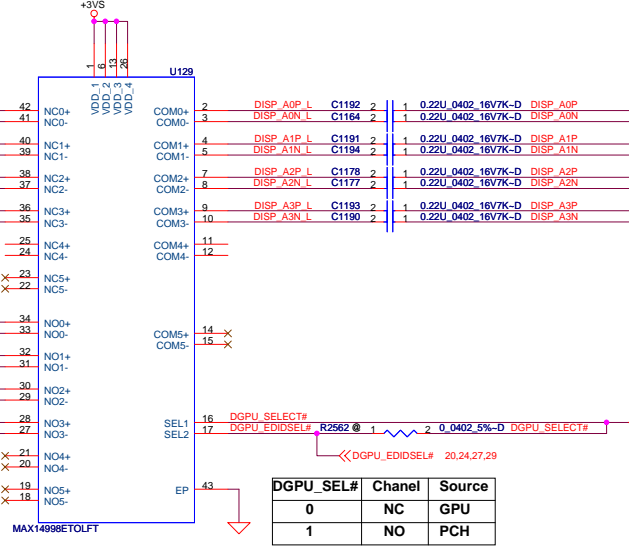 +3VS
U129
1 6 13 26
VDD_1 VDD_2 VDD_3 VDD_4
42 NC0+ COM0+ 2 DISP_A0P_L C1192 2 1 0.22U_0402_16V7K~D DISP_A0P
41 NC0- COM0- 3 DISP_A0N_L C1164 2 1 0.22U_0402_16V7K~D DISP_A0N
40 NC1+ COM1+ 4 DISP_A1P_L C1191 2 1 0.22U_0402_16V7K~D DISP_A1P
39 NC1- COM1- 5 DISP_A1N_L C1194 2 1 0.22U_0402_16V7K~D DISP_A1N
38 NC2+ COM2+ 7 DISP_A2P_L C1178 2 1 0.22U_0402_16V7K~D DISP_A2P
37 NC2- COM2- 8 DISP_A2N_L C1177 2 1 0.22U_0402_16V7K~D DISP_A2N
36 NC3+ COM3+ 9 DISP_A3P_L C1193 2 1 0.22U_0402_16V7K~D DISP_A3P
35 NC3- COM3- 10 DISP_A3N_L C1190 2 1 0.22U_0402_16V7K~D DISP_A3N
25 NC4+ COM4+ 11
24 NC4- COM4- 12
23 NC5+
22 NC5-
34 NO0+
33 NO0- COM5+ 14
COM5- 15
32 NO1+
31 NO1-
30 NO2+
29 NO2-
28 NO3+ SEL1 16 DGPU_SELECT#
27 NO3- SEL2 17 DGPU_EDIDSEL# R2562 @ 1 2 0_0402_5%~D DGPU_SELECT#
21 NO4+ DGPU_EDIDSEL# 20,24,27,29
20 NO4-
19 NO5+ EP 43
18 NO5-
MAX14998ETOLFT
DGPU_SEL# Chanel Source
0 NC GPU
1 NO PCH